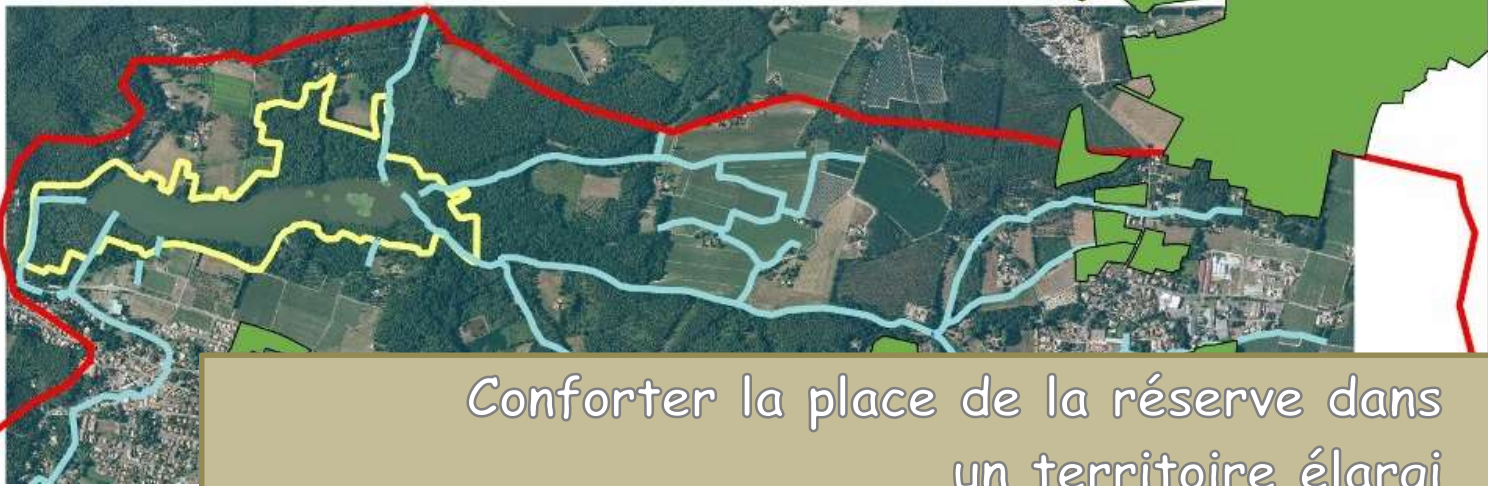 Conforter la place de la réserve dans
un territoire élargi